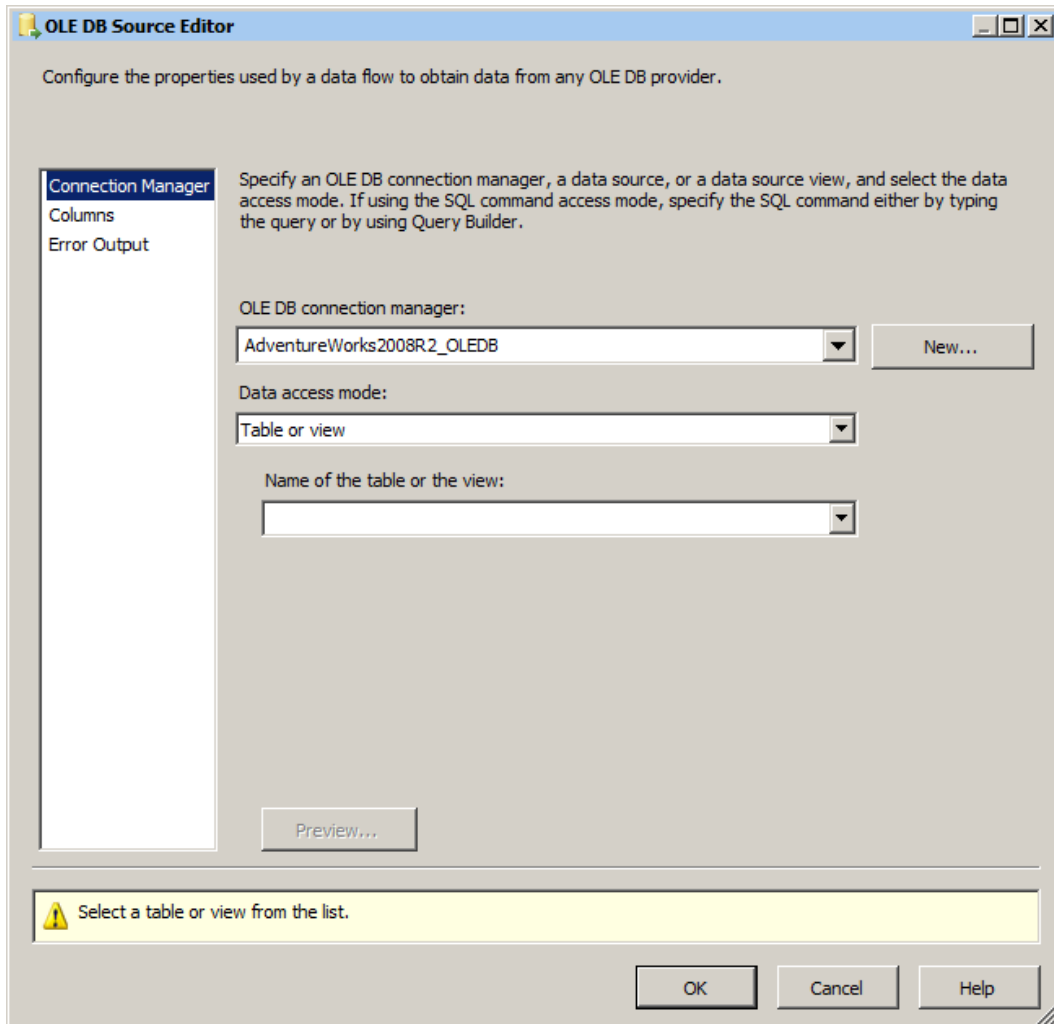 OLE DB Source Editor
Configure the properties used by a data flow to obtain data from any OLE DB provider.
Connection Manager
Columns
Error Output
Specify an OLE DB connection manager, a data source, or a data source view, and select the data
access mode. If using the SQL command access mode, specify the SQL command either by typing
the query or by using Query Builder.
OLE DB connection manager:
AdventureWorks2008R2_OLEDB
New...
Data access mode:
Table or view
Name of the table or the view:
Preview...
Select a table or view from the list.
OK
Cancel
Help